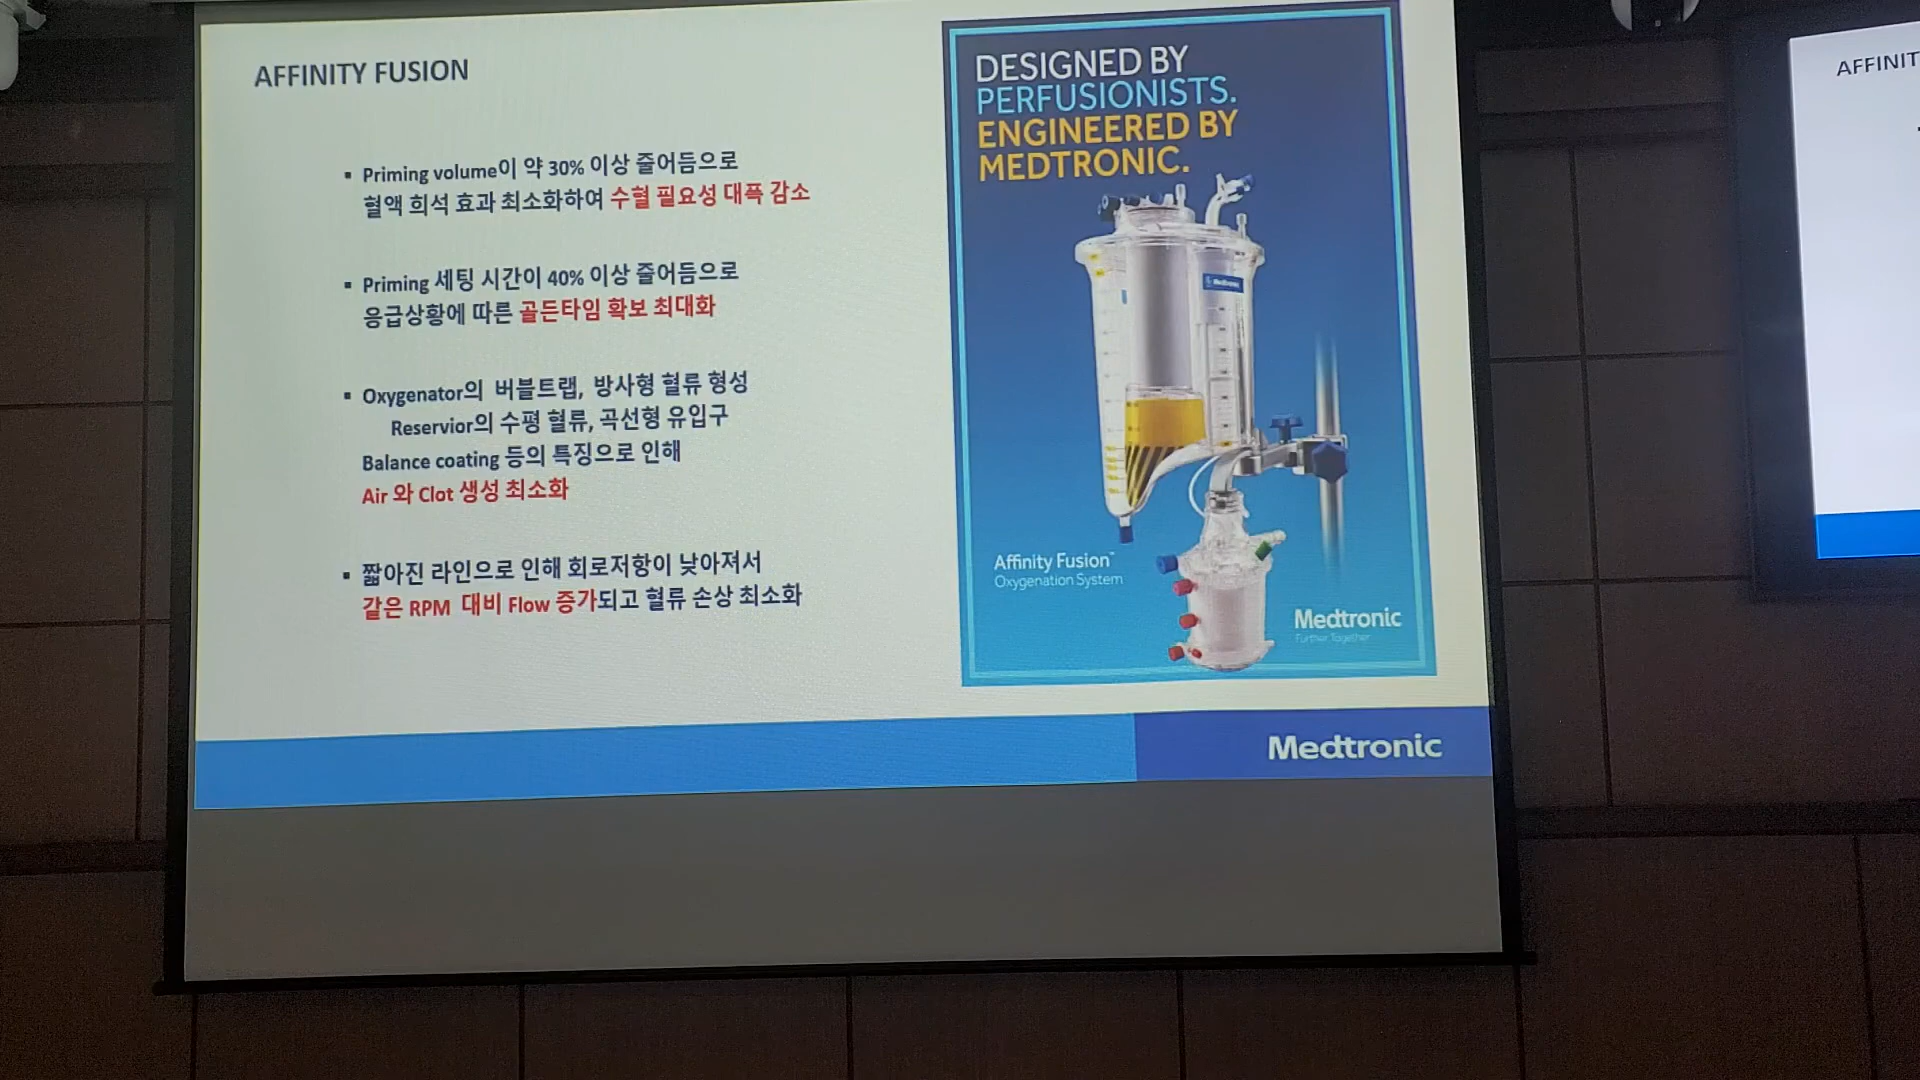 AFFINITY FUSION
▪ Priming volume이 약 30% 이상 줄어듬으로
혈액 희석 효과 최소화하여 수혈 필요성 대폭 감소
▪ Priming 세팅 시간이 40% 이상 줄어듬으로
응급상황에 따른 골든타임 확보 최대화
▪ Oxygenator의 버블트랩, 방사형 혈류 형성
Reservior의 수평 혈류, 곡선형 유입구
Balance coating 등의 특징으로 인해
Air 와 Clot 생성 최소화
▪ 짧아진 라인으로 인해 회로저항이 낮아져서
같은 RPM 대비 Flow 증가되고 혈류 손상 최소화
DESIGNED BY
PERFUSIONISTS.
ENGINEERED BY
MEDTRONIC.
Medtronic
Affinity Fusion™
Oxygenation System
Medtronic
Further, Together
Medtronic
AFFINIT